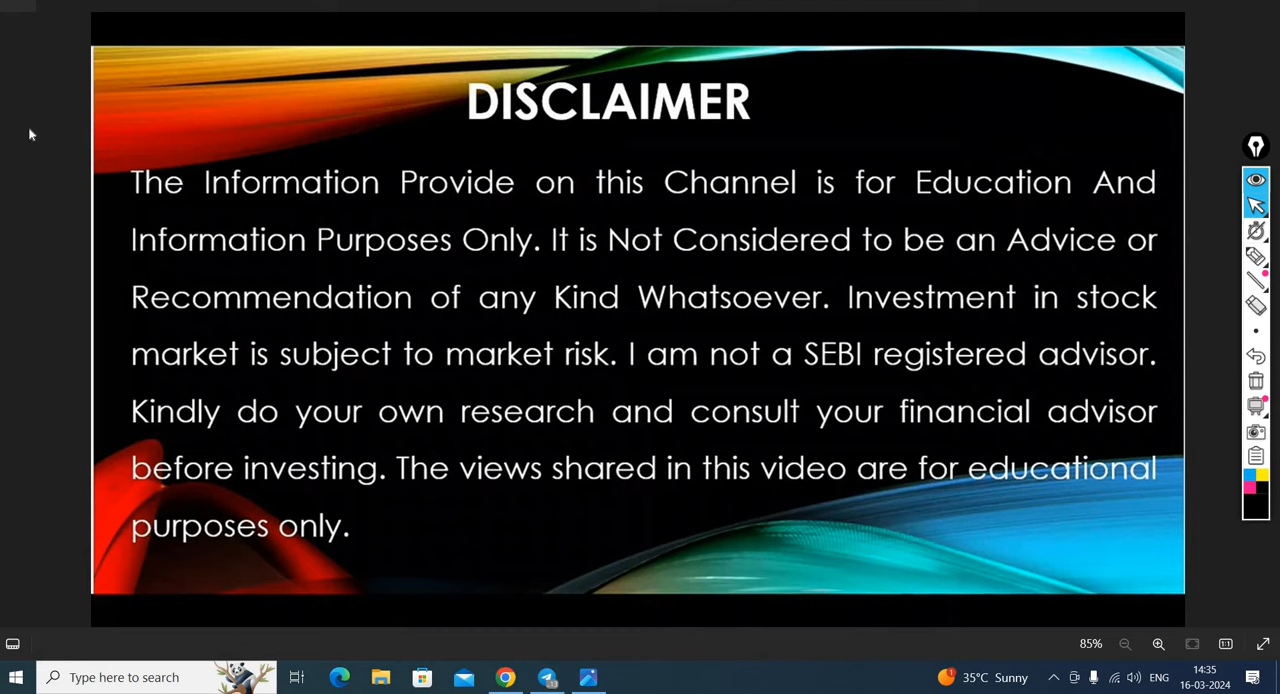 DISCLAIMER
The Information Provide on this Channel is for Education And
Information Purposes Only. It is Not Considered to be an Advice or
Recommendation of any Kind Whatsoever. Investment in stock
market is subject to market risk. I am not a SEBI registered advisor.
Kindly do your own research and consult your financial advisor
before investing. The views shared in this video are for educational
purposes only.
85%
1:1
Type here to search
1
35°C Sunny
ENG
14:35
16-03-2024